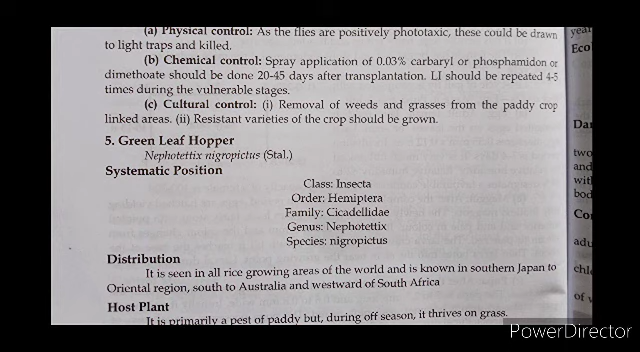 (a) Physical control: As the flies are positively phototaxic, these could be drawn
to light traps and killed.
(b) Chemical control: Spray application of 0.03% carbaryl or phosphamidon or
dimethoate should be done 20-45 days after transplantation. LI should be repeated 4-5
times during the vulnerable stages.
(c) Cultural control: (i) Removal of weeds and grasses from the paddy crop
linked areas. (ii) Resistant varieties of the crop should be grown.
5. Green Leaf Hopper
Nephotettix nigropictus (Stal.)
Systematic Position
Class: Insecta
Order: Hemiptera
Family: Cicadellidae
Genus: Nephotettix
Species: nigropictus
Distribution
It is seen in all rice growing areas of the world and is known in southern Japan to
Oriental region, south to Australia and westward of South Africa
Host Plant
It is primarily a pest of paddy but, during off season, it thrives on grass.
year
Eco
Da
two
and
with
bod
Co
adu
chl
of
PowerDirector